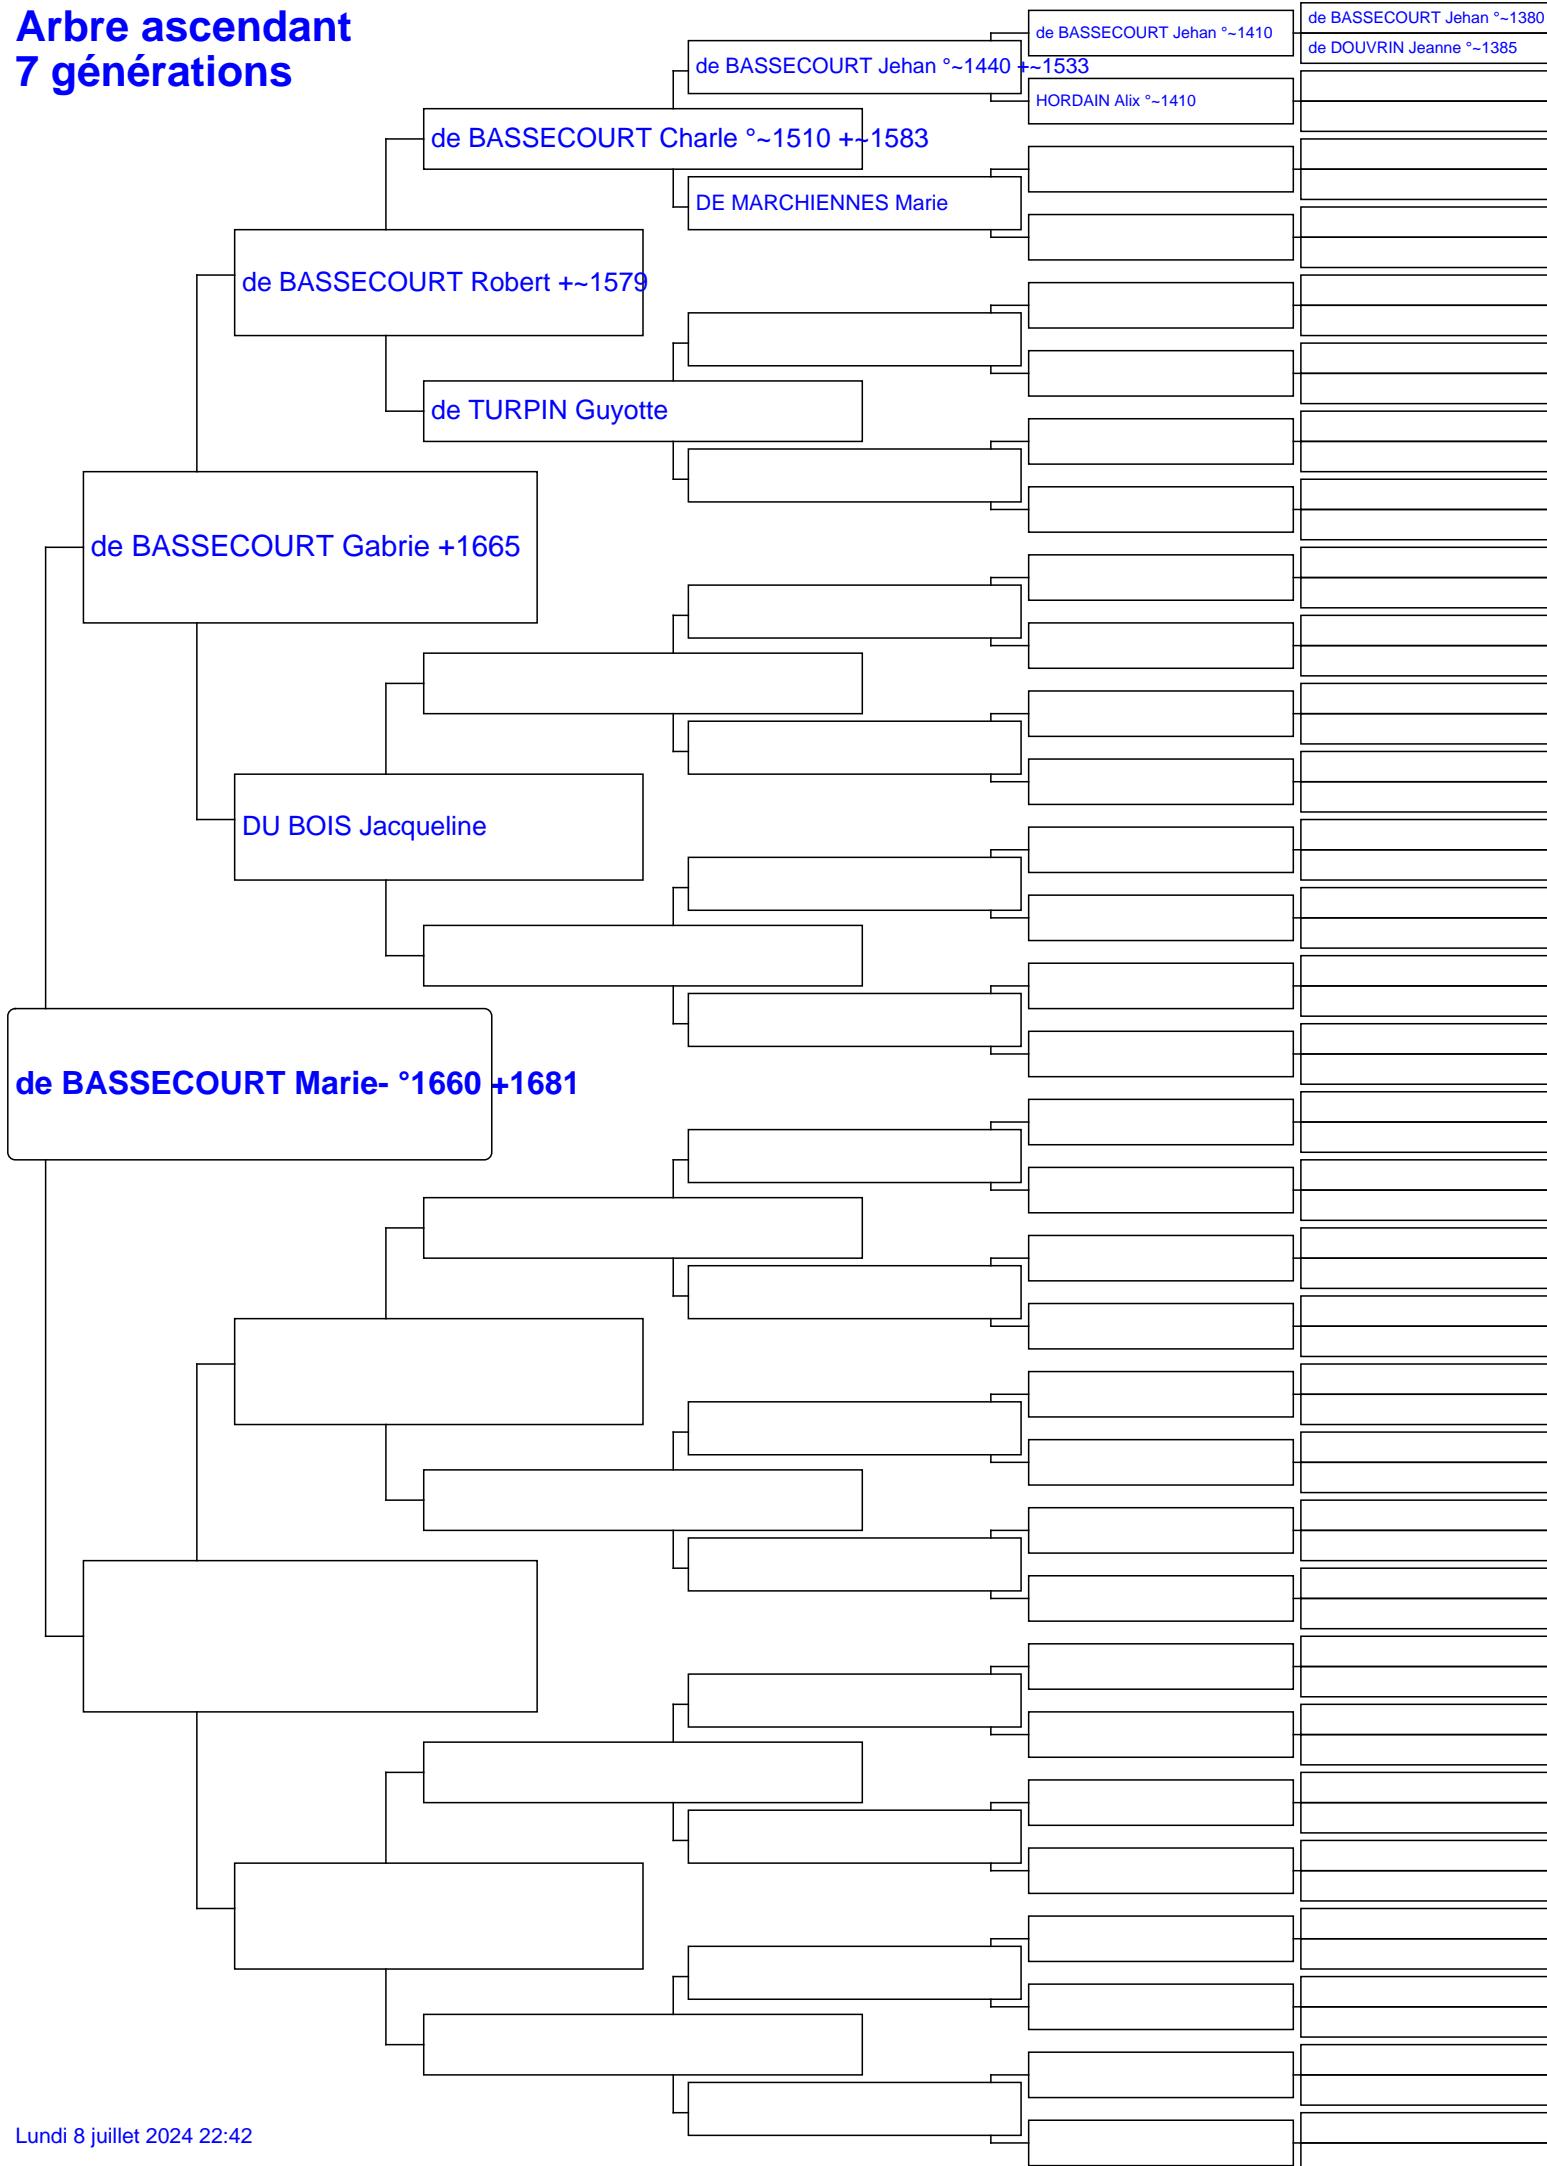 Arbre ascendant
7 générations
de BASSECOURT Jehan °~1380
de BASSECOURT Jehan °~1410
de DOUVRIN Jeanne °~1385
de BASSECOURT Jehan °~1440 +~1533
HORDAIN Alix °~1410
de BASSECOURT Charle °~1510 +~1583
DE MARCHIENNES Marie
de BASSECOURT Robert +~1579
de TURPIN Guyotte
de BASSECOURT Gabrie +1665
DU BOIS Jacqueline
de BASSECOURT Marie- °1660 +1681
Lundi 8 juillet 2024 22:42